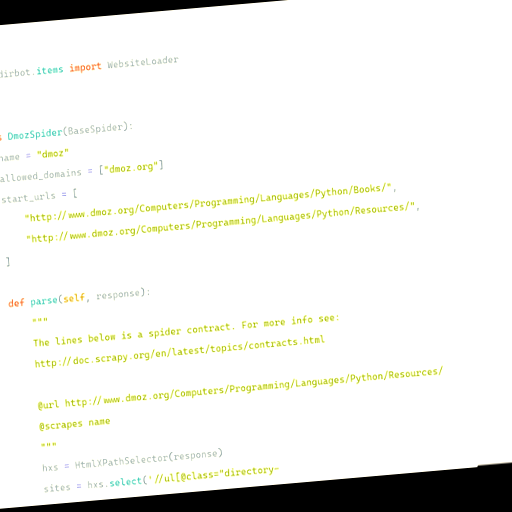 dirbot.items import WebsiteLoader
DmozSpider(BaseSpider):
name = "dmoz"
allowed_domains = ["dmoz.org"]
start_urls = [
"http://www.dmoz.org/Computers/Programming/Languages/Python/Books/",
"http://www.dmoz.org/Computers/Programming/Languages/Python/Resources/",
]
def parse(self, response):
"""
The lines below is a spider contract. For more info see:
http://doc.scrapy.org/en/latest/topics/contracts.html
@url http://www.dmoz.org/Computers/Programming/Languages/Python/Resources/
@scrapes name
"""
hxs = HtmlXPathSelector(response)
sites = hxs.select('//ul[@class="directory-